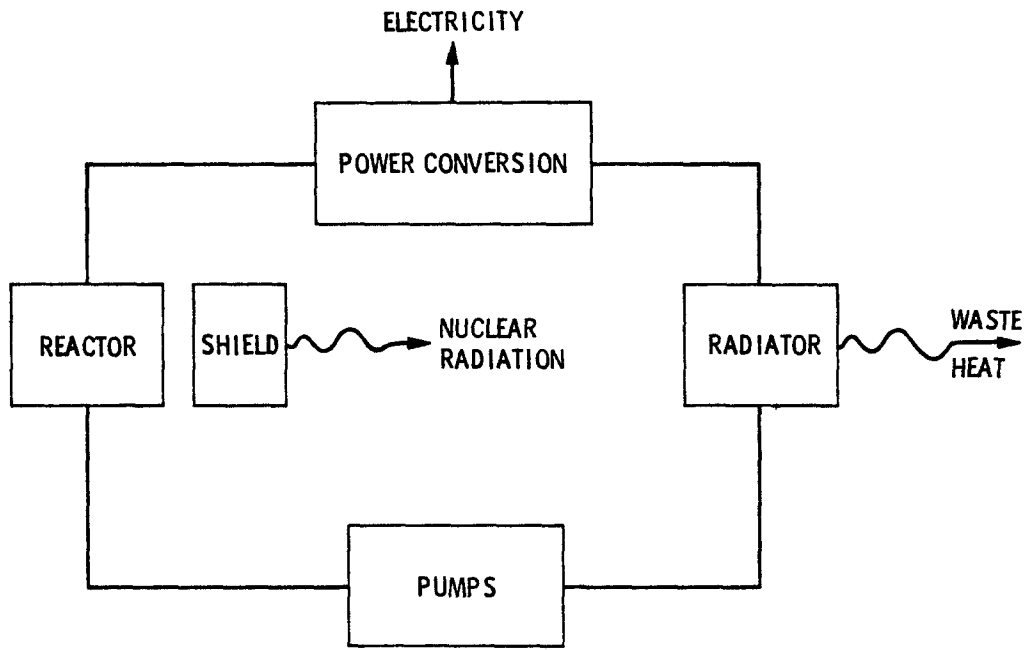 ELECTRICITY
POWER CONVERSION
REACTOR
SHIELD
NUCLEAR
RADIATION
RADIATOR
WASTE
HEAT
PUMPS